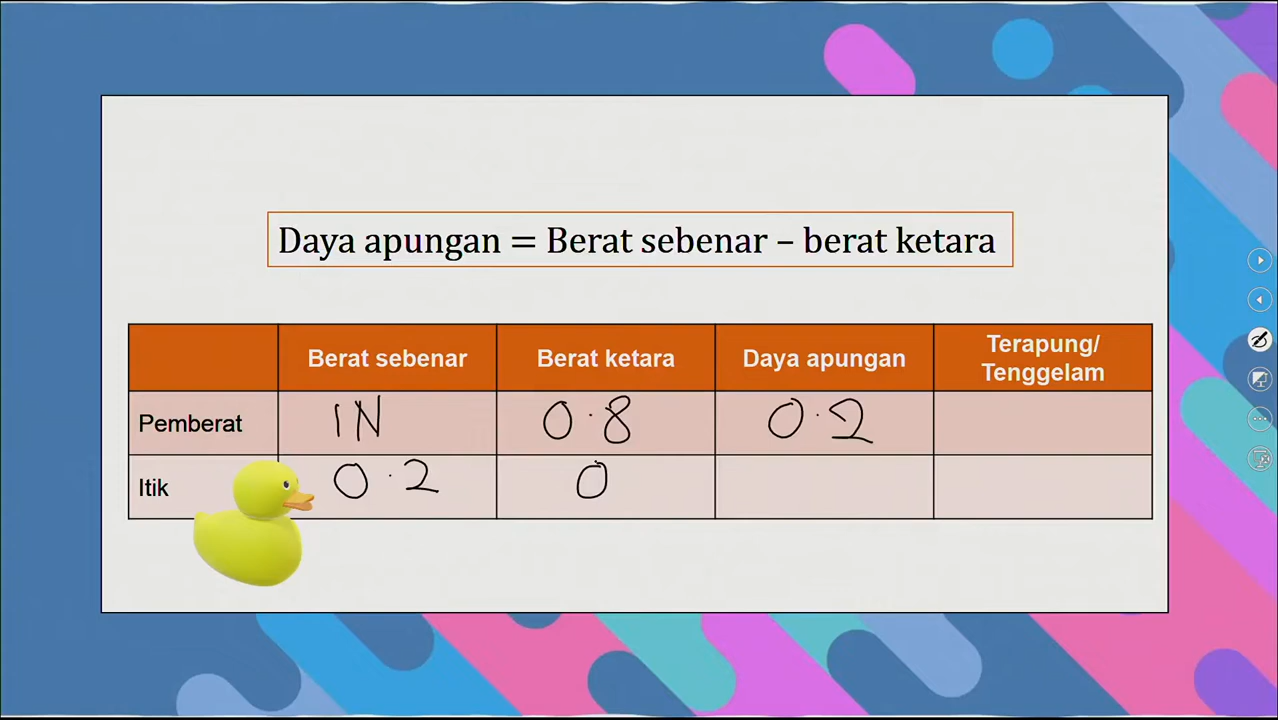 Daya apungan = Berat sebenar – berat ketara
Berat sebenar Berat ketara Daya apungan Terapung/
Tenggelam
Pemberat 1N 0.8 0.2
Itik 0.2 0